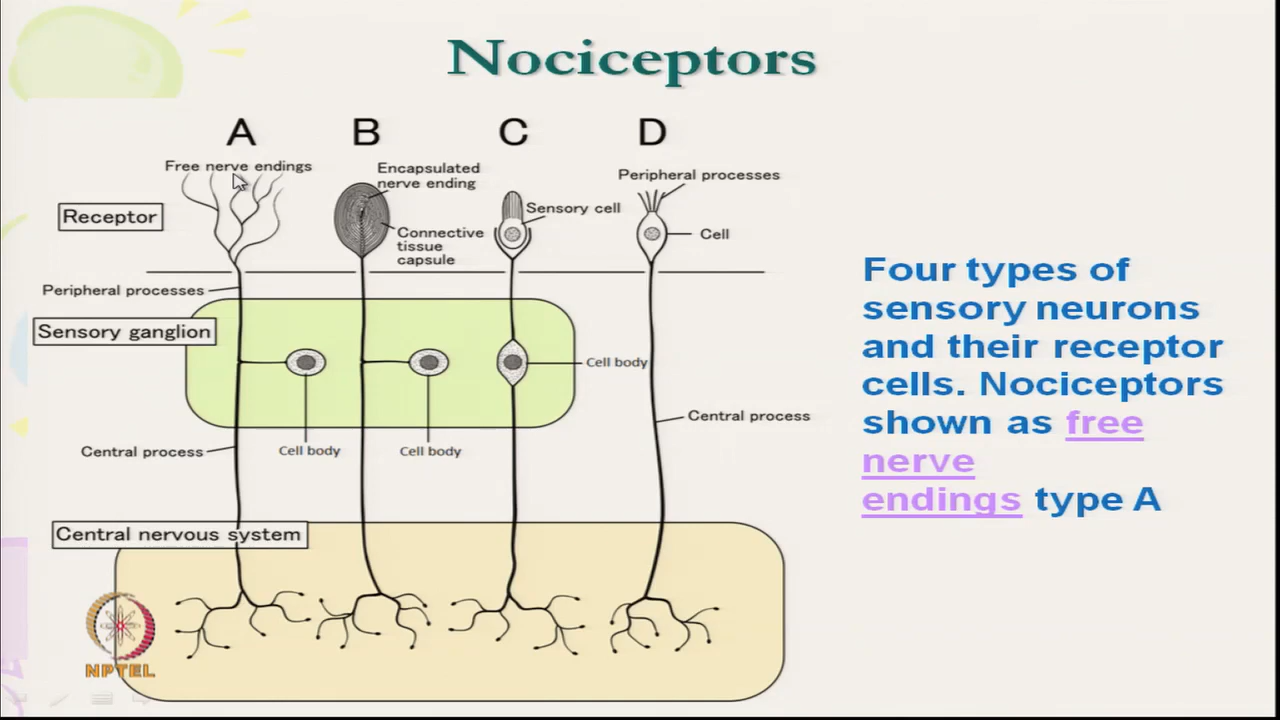 Nociceptors
A
B
C
D
Free nerve endings
Encapsulated
nerve ending
Peripheral processes
Receptor
Sensory cell
Connective
tissue
capsule
Cell
Peripheral processes
Sensory ganglion
Cell body
Central process
Central process
Cell body
Cell body
Central nervous system
Four types of
sensory neurons
and their receptor
cells. Nociceptors
shown as free
nerve
endings type A
NPTEL